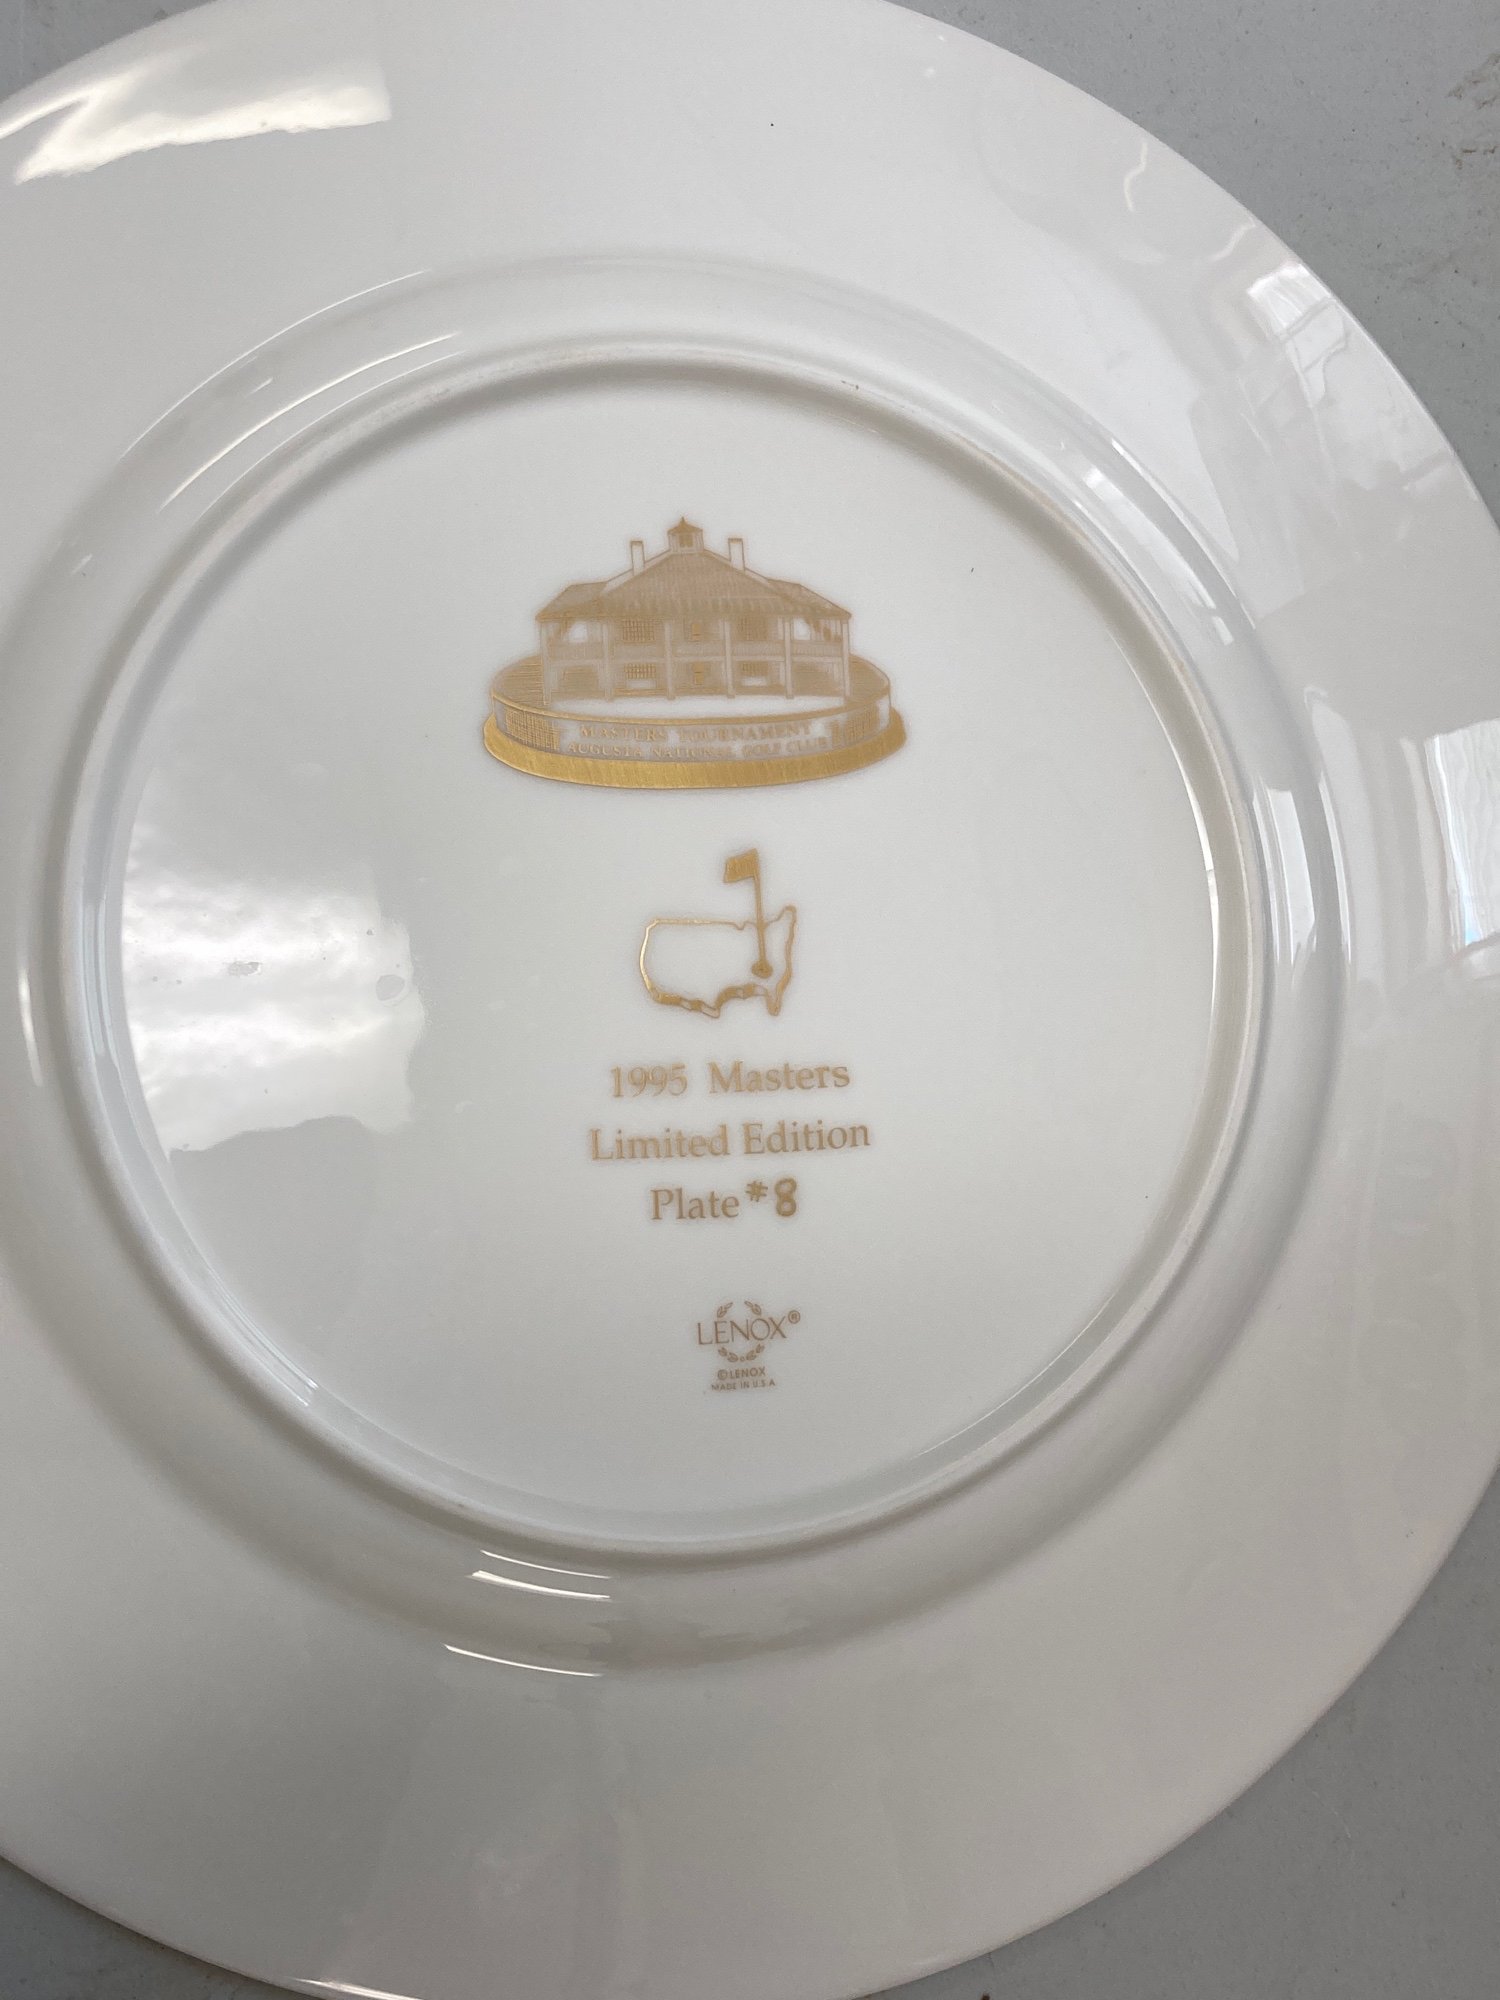 MASTERS TOURNAMENT
AUGUSTA NATIONAL GOLF CLUB
1995 Masters
Limited Edition
Plate #8
LENOX®
© LENOX
MADE IN U.S.A